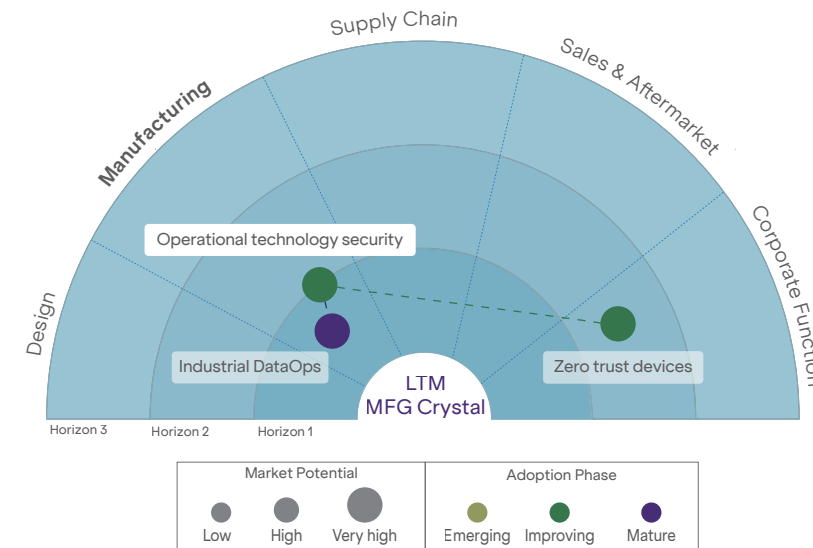 Supply Chain
Sales & Aftermarket
Manufacturing
Corporate Function
Design
Operational technology security
Industrial DataOps
Zero trust devices
LTM
MFG Crystal
Horizon 3
Horizon 2
Horizon 1
Market Potential
Low
High
Very high
Adoption Phase
Emerging
Improving
Mature